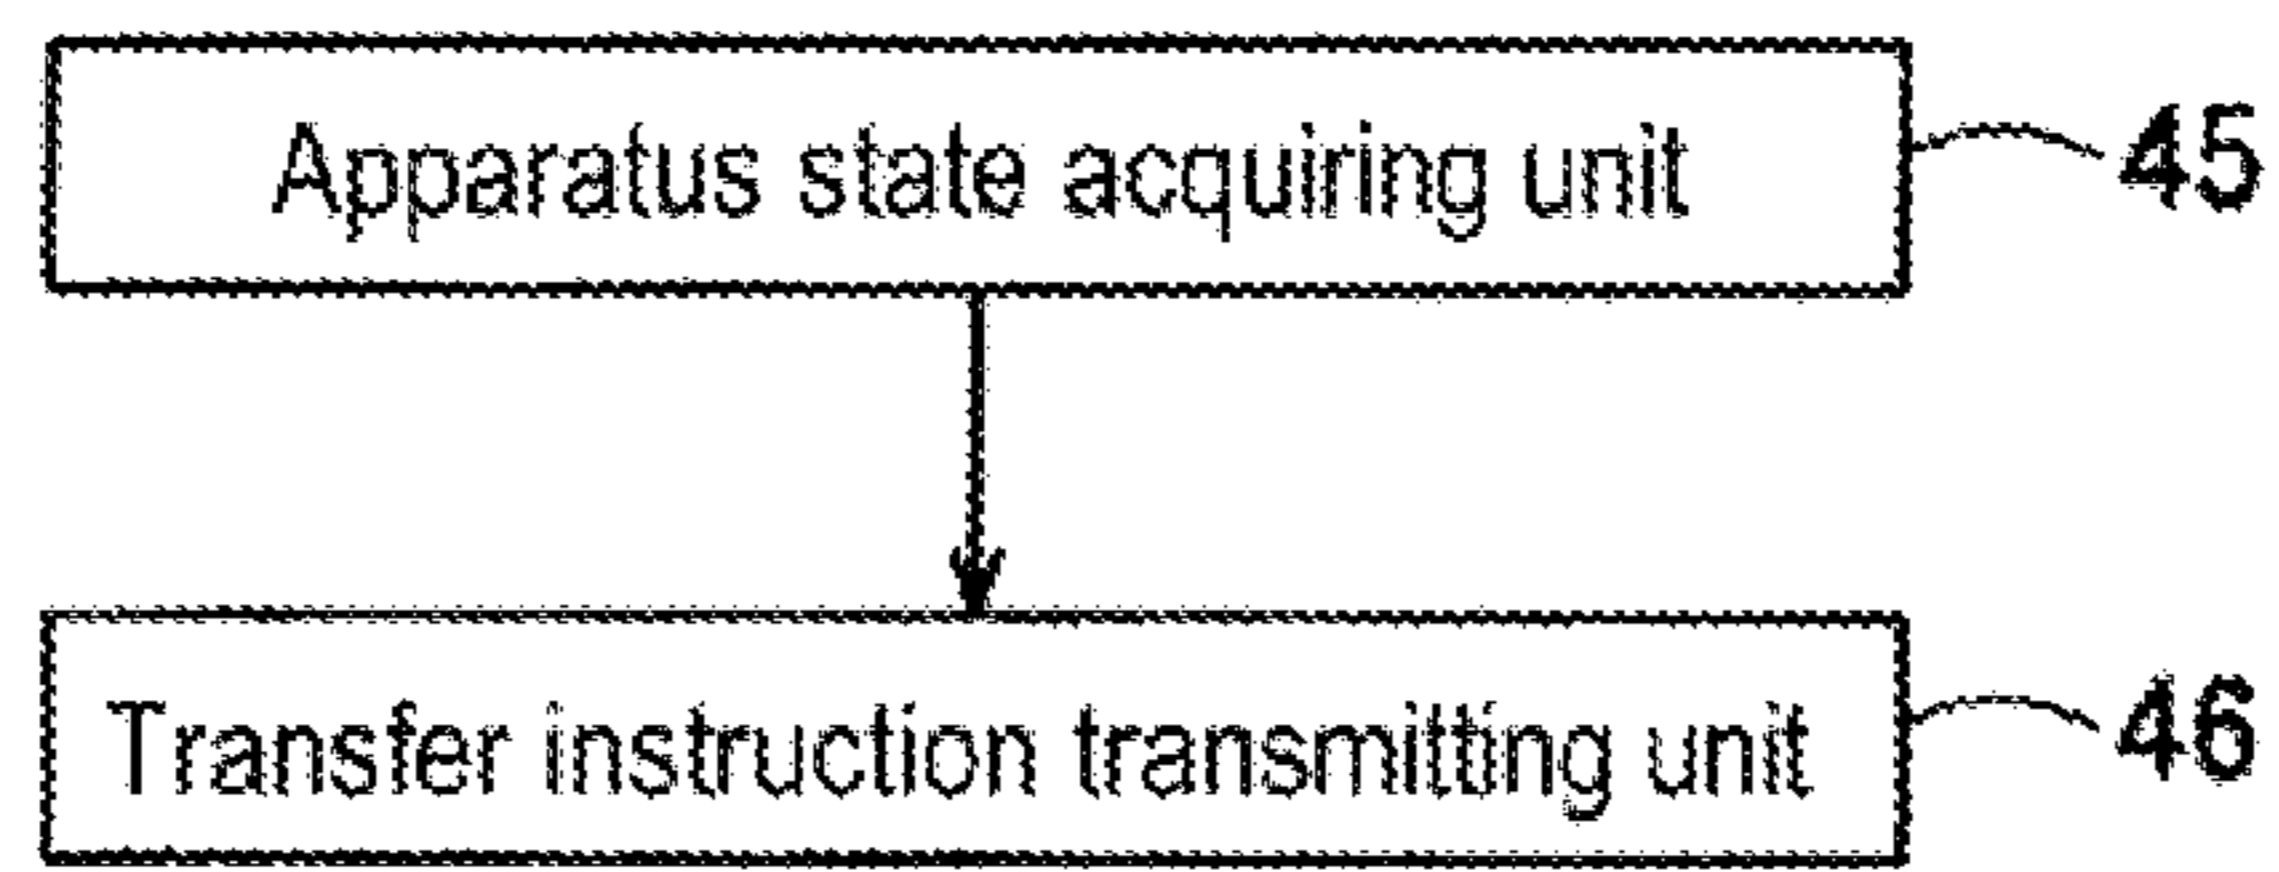 Apparatus state acquiring unit 45
Transfer instruction transmitting unit 46